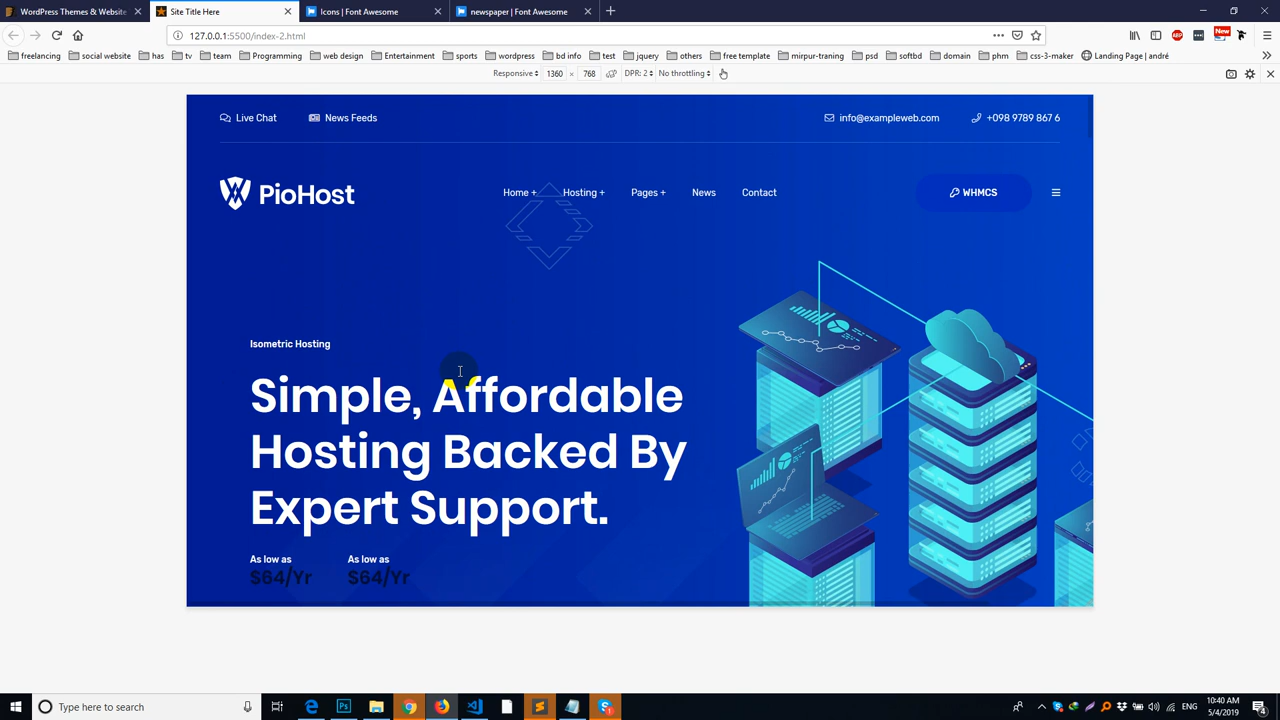 WordPress Themes & Website
Site Title Here
Icons | Font Awesome
newspaper | Font Awesome
127.0.0.1:5500/index-2.html
New
ABP
freelancing
social website
has
tv
team
Programming
web design
Entertainment
sports
wordpress
bd info
test
jquery
others
free template
mirpur-traning
psd
softbd
domain
phm
css-3-maker
Landing Page | andré
Responsive
1360 × 768
DPR: 2
No throttling
Live Chat
News Feeds
info@exampleweb.com
+098 9789 867 6
PioHost
Home +
Hosting +
Pages +
News
Contact
WHMCS
Isometric Hosting
Simple, Affordable
Hosting Backed By
Expert Support.
As low as
As low as
$64/Yr
$64/Yr
Type here to search
ENG
10:40 AM
5/4/2019
4